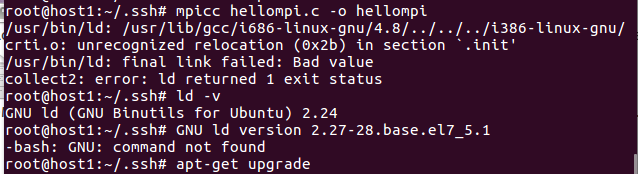 root@host1:~/.ssh# mpicc hellompi.c -o hellompi
/usr/bin/ld: /usr/lib/gcc/i686-linux-gnu/4.8/../../../i386-linux-gnu/
crti.o: unrecognized relocation (0x2b) in section `.init'
/usr/bin/ld: final link failed: Bad value
collect2: error: ld returned 1 exit status
root@host1:~/.ssh# ld -v
GNU ld (GNU Binutils for Ubuntu) 2.24
root@host1:~/.ssh# GNU ld version 2.27-28.base.el7_5.1
-bash: GNU: command not found
root@host1:~/.ssh# apt-get upgrade